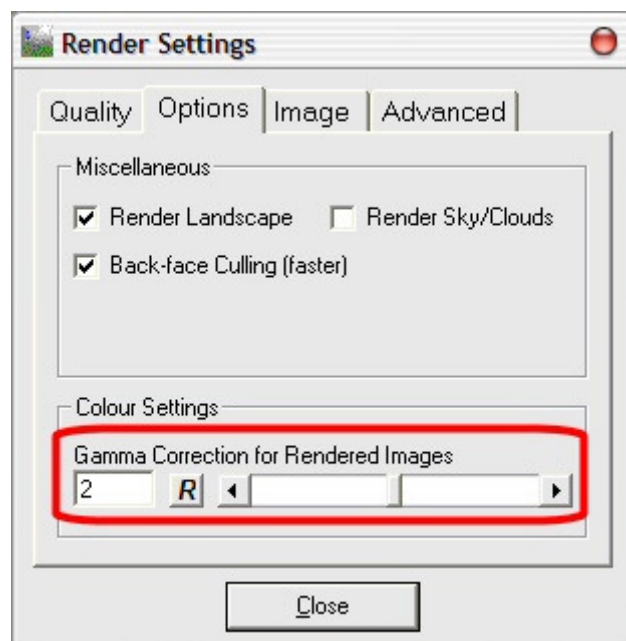 Render Settings
Quality Options Image Advanced
Miscellaneous
Render Landscape Render Sky/Clouds
Back-face Culling (faster)
Colour Settings
Gamma Correction for Rendered Images
2 R
Close